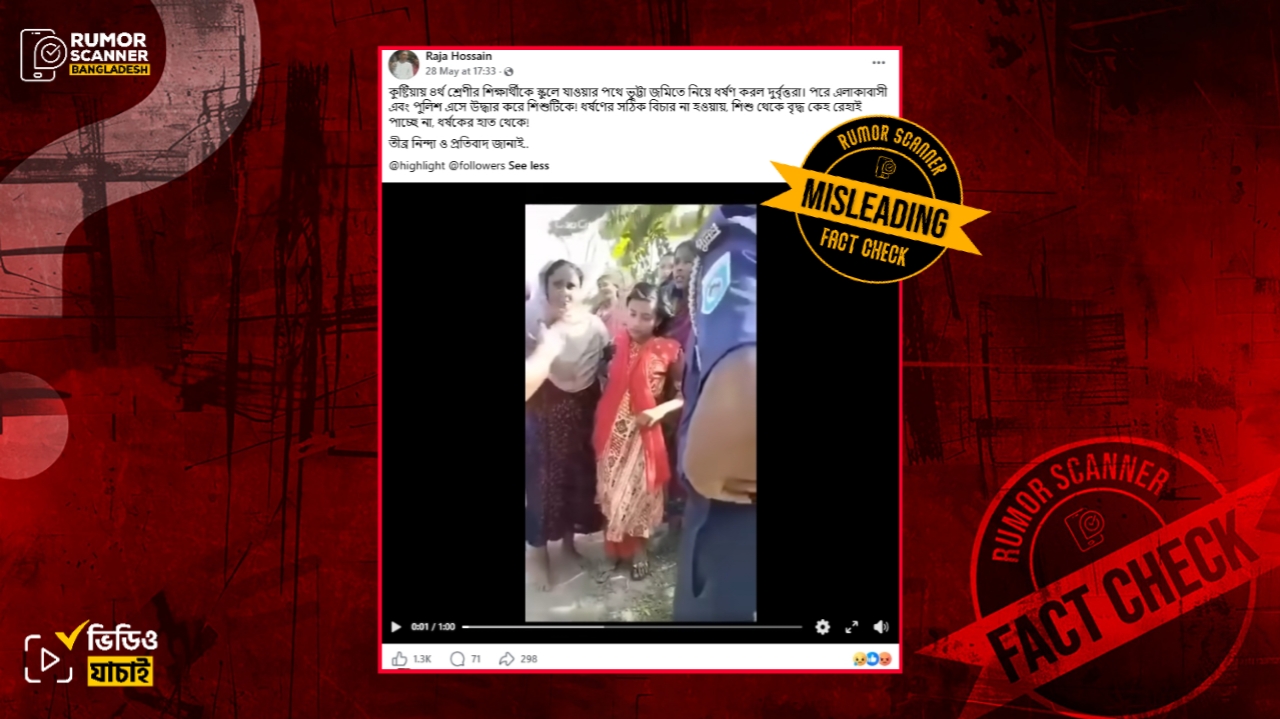 RUMOR
SCANNER
BANGLADESH
Raja Hossain
28 May at 17:33 ·
কুষ্টিয়ায় ৪র্থ শ্রেণীর শিক্ষার্থীকে স্কুলে যাওয়ার পথে ভুট্টা জমিতে নিয়ে ধর্ষণ করল দুর্বৃত্তরা। পরে এলাকাবাসী
এবং পুলিশ এসে উদ্ধার করে শিশুটিকে! ধর্ষণের সঠিক বিচার না হওয়ায়, শিশু থেকে বৃদ্ধ কেহ রেহাই
পাচ্ছে না, ধর্ষকের হাত থেকে!
তীব্র নিন্দা ও প্রতিবাদ জানাই..
@highlight @followers See less
RUMOR SCANNER
MISLEADING
FACT CHECK
0:01 / 1:00
1.3K
71
298
ভিডিও
যাচাই
RUMOR SCANNER
FACT CHECK